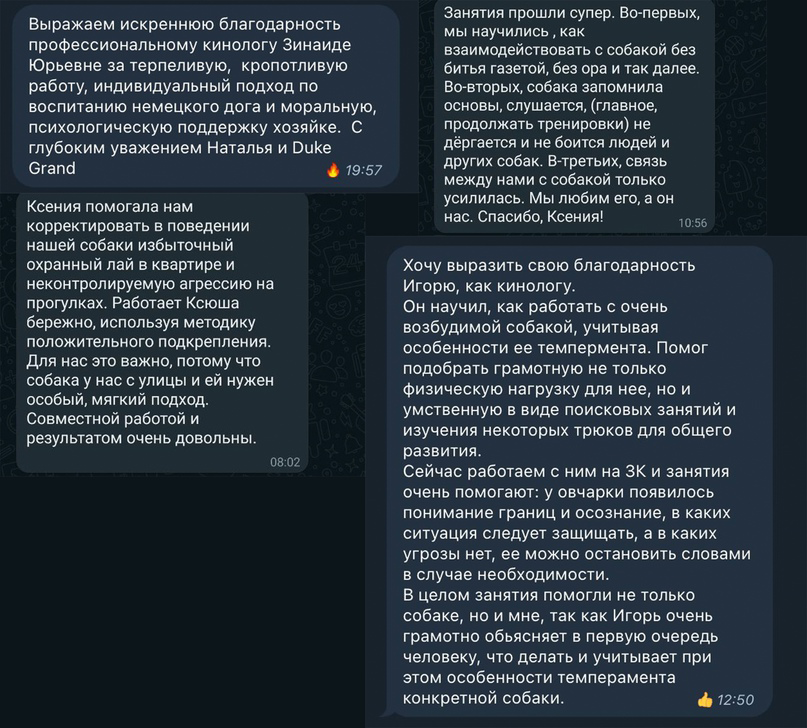 Выражаем искреннюю благодарность
профессиональному кинологу Зинаиде
Юрьевне за терпеливую, кропотливую
работу, индивидуальный подход по
воспитанию немецкого дога и моральную,
психологическую поддержку хозяйке. С
глубоким уважением Наталья и Duke
Grand
🔥 19:57
Занятия прошли супер. Во-первых,
мы научились , как
взаимодействовать с собакой без
битья газетой, без ора и так далее.
Во-вторых, собака запомнила
основы, слушается, (главное,
продолжать тренировки) не
дёргается и не боится людей и
других собак. В-третьих, связь
между нами с собакой только
усилилась. Мы любим его, а он
нас. Спасибо, Ксения!
10:56
Ксения помогала нам
корректировать в поведении
нашей собаки избыточный
охранный лай в квартире и
неконтролируемую агрессию на
прогулках. Работает Ксюша
бережно, используя методику
положительного подкрепления.
Для нас это важно, потому что
собака у нас с улицы и ей нужен
особый, мягкий подход.
Совместной работой и
результатом очень довольны.
08:02
Хочу выразить свою благодарность
Игорю, как кинологу.
Он научил, как работать с очень
возбудимой собакой, учитывая
особенности ее темпермента. Помог
подобрать грамотную не только
физическую нагрузку для нее, но и
умственную в виде поисковых занятий и
изучения некоторых трюков для общего
развития.
Сейчас работаем с ним на ЗК и занятия
очень помогают: у овчарки появилось
понимание границ и осознание, в каких
ситуация следует защищать, а в каких
угрозы нет, ее можно остановить словами
в случае необходимости.
В целом занятия помогли не только
собаке, но и мне, так как Игорь очень
грамотно обьясняет в первую очередь
человеку, что делать и учитывает при
этом особенности темперамента
конкретной собаки.
👍 12:50